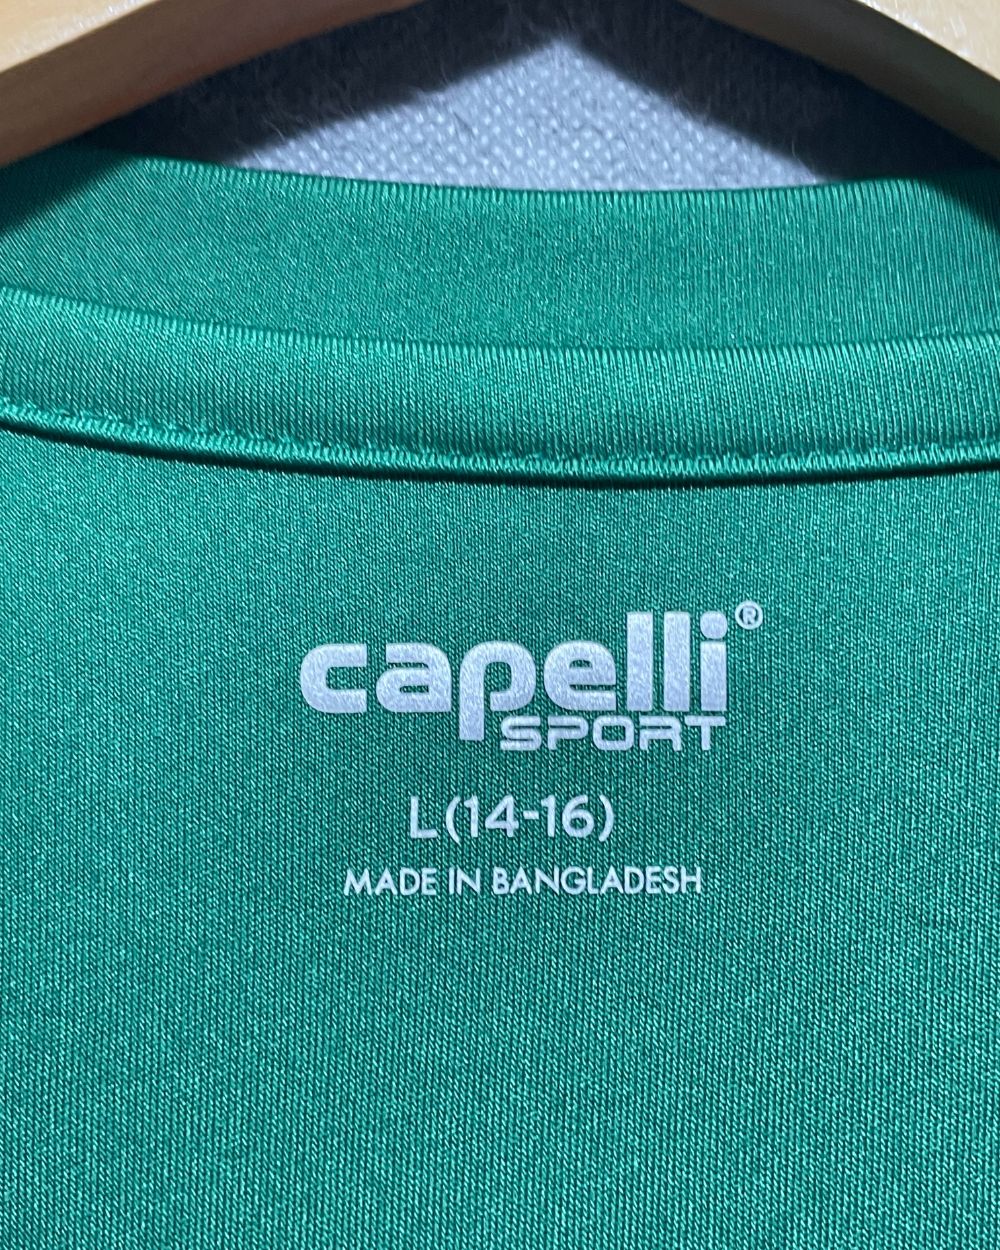 capelli®
SPORT
L (14-16)
MADE IN BANGLADESH